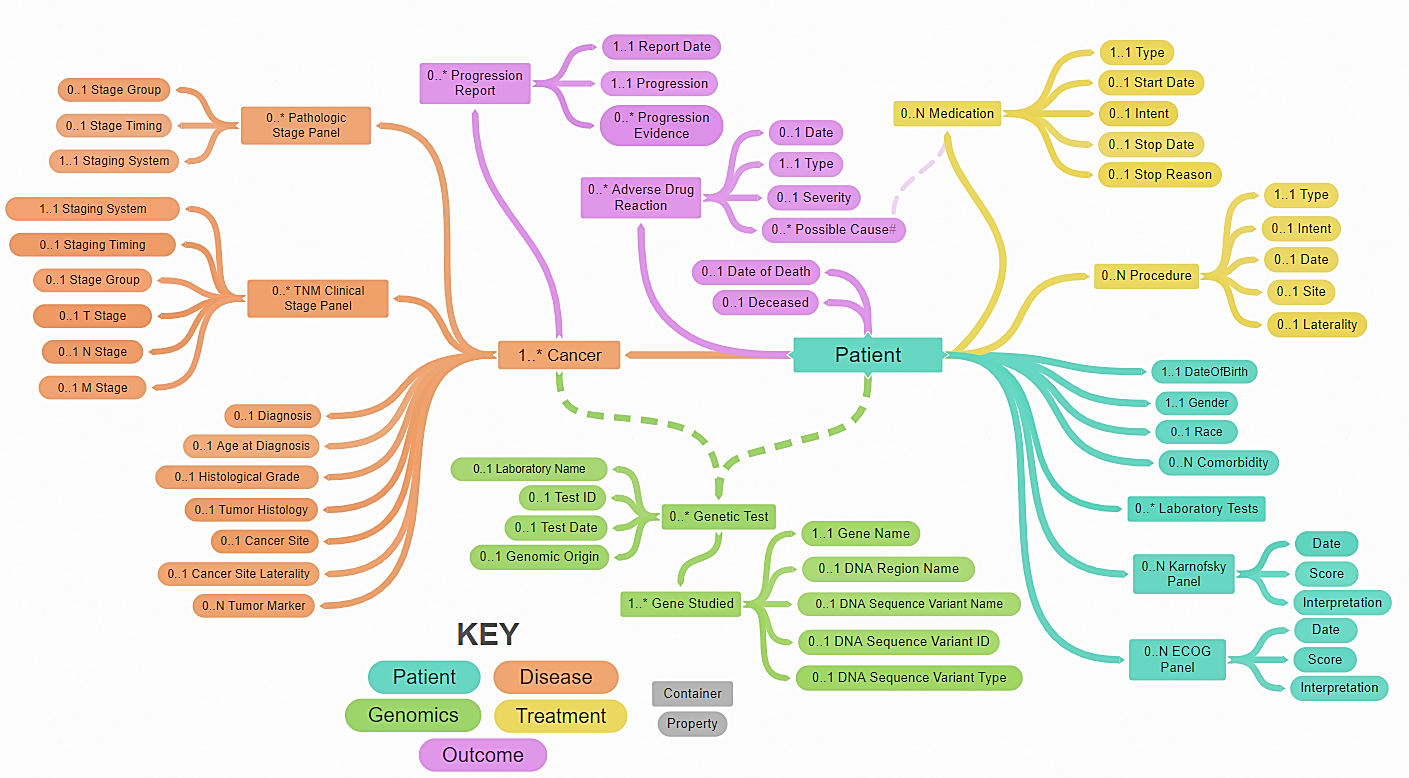 0..1 Stage Group
0..1 Stage Timing
1..1 Staging System
0..* Pathologic
Stage Panel
1..1 Staging System
0..1 Staging Timing
0..1 Stage Group
0..1 T Stage
0..1 N Stage
0..1 M Stage
0..* TNM Clinical
Stage Panel
0..1 Diagnosis
0..1 Age at Diagnosis
0..1 Histological Grade
0..1 Tumor Histology
0..1 Cancer Site
0..1 Cancer Site Laterality
0..N Tumor Marker
1..* Cancer
0..* Progression
Report
1..1 Report Date
1..1 Progression
0..* Progression
Evidence
0..* Adverse Drug
Reaction
0..1 Date
1..1 Type
0..1 Severity
0..* Possible Cause#
0..1 Date of Death
0..1 Deceased
Patient
0..N Medication
1..1 Type
0..1 Start Date
0..1 Intent
0..1 Stop Date
0..1 Stop Reason
0..N Procedure
1..1 Type
0..1 Intent
0..1 Date
0..1 Site
0..1 Laterality
1..1 DateOfBirth
1..1 Gender
0..1 Race
0..N Comorbidity
0..* Laboratory Tests
0..N Karnofsky
Panel
Date
Score
Interpretation
0..N ECOG
Panel
Date
Score
Interpretation
0..1 Laboratory Name
0..1 Test ID
0..1 Test Date
0..1 Genomic Origin
0..* Genetic Test
1..* Gene Studied
1..1 Gene Name
0..1 DNA Region Name
0..1 DNA Sequence Variant Name
0..1 DNA Sequence Variant ID
0..1 DNA Sequence Variant Type
KEY
Patient
Disease
Genomics
Treatment
Outcome
Container
Property